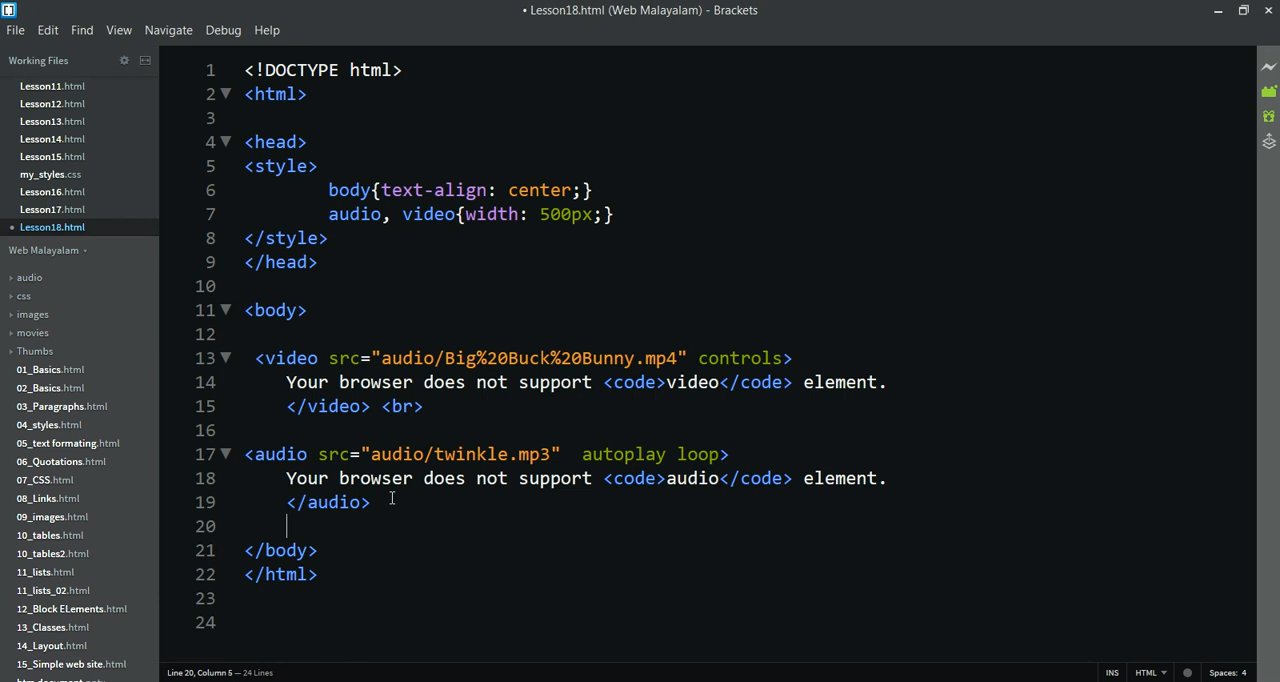 • Lesson18.html (Web Malayalam) - Brackets
File Edit Find View Navigate Debug Help
Working Files
Lesson11.html
Lesson12.html
Lesson13.html
Lesson14.html
Lesson15.html
my_styles.css
Lesson16.html
Lesson17.html
• Lesson18.html
Web Malayalam
audio
css
images
movies
Thumbs
01_Basics.html
02_Basics.html
03_Paragraphs.html
04_styles.html
05_text formating.html
06_Quotations.html
07_CSS.html
08_Links.html
09_images.html
10_tables.html
10_tables2.html
11_lists.html
11_lists_02.html
12_Block ELements.html
13_Classes.html
14_Layout.html
15_Simple web site.html
1 <!DOCTYPE html>
2 <html>
3
4 <head>
5 <style>
6 body{text-align: center;}
7 audio, video{width: 500px;}
8 </style>
9 </head>
10
11 <body>
12
13 <video src="audio/Big%20Buck%20Bunny.mp4" controls>
14 Your browser does not support <code>video</code> element.
15 </video> <br>
16
17 <audio src="audio/twinkle.mp3"  autoplay loop>
18 Your browser does not support <code>audio</code> element.
19 </audio>
20
21 </body>
22 </html>
23
24
Line 20, Column 5 — 24 Lines
INS HTML Spaces: 4